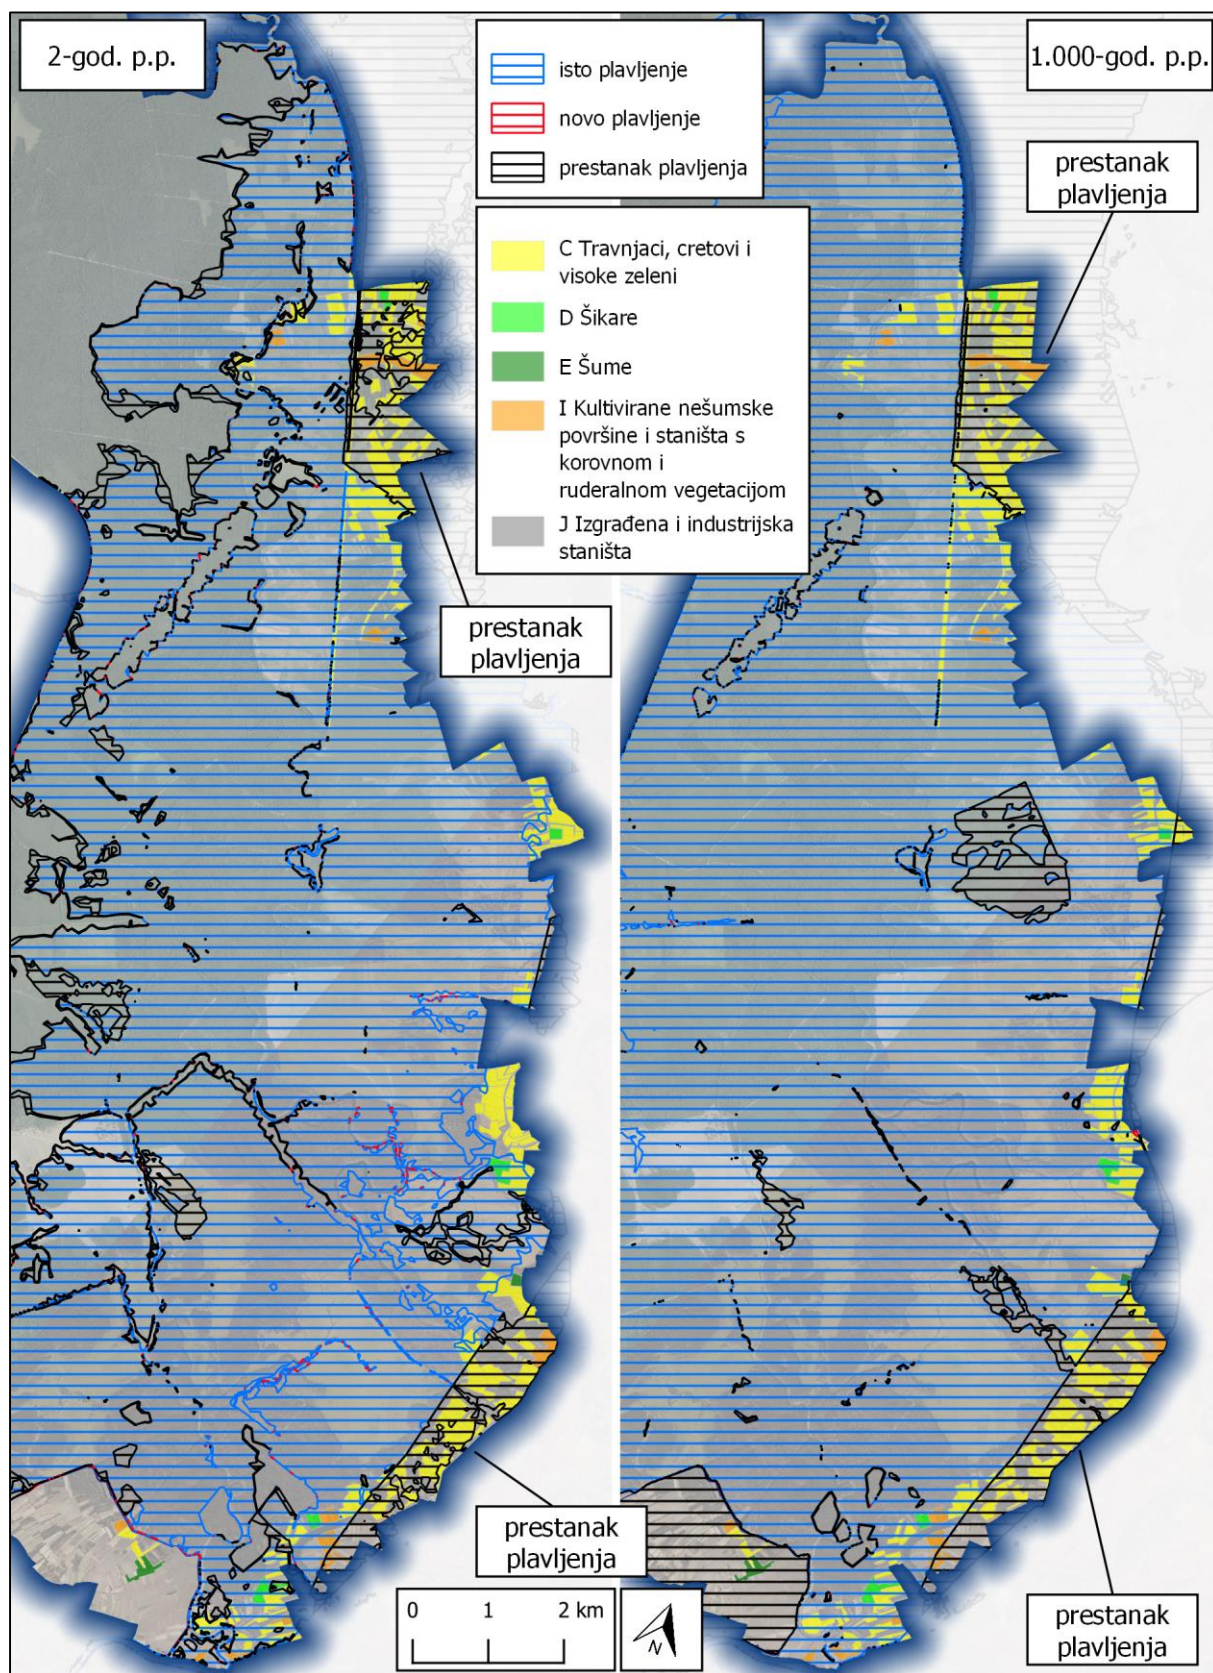 2-god. p.p.
isto plavljenje
novo plavljenje
prestanak plavljenja
1.000-god. p.p.
prestanak
plavljenja
C Travnjaci, cretovi i
visoke zeleni
D Šikare
E Šume
I Kultivirane nešumske
površine i staništa s
korovnom i
ruderalnom vegetacijom
J Izgrađena i industrijska
staništa
prestanak
plavljenja
prestanak
plavljenja
0 1 2 km
N
prestanak
plavljenja